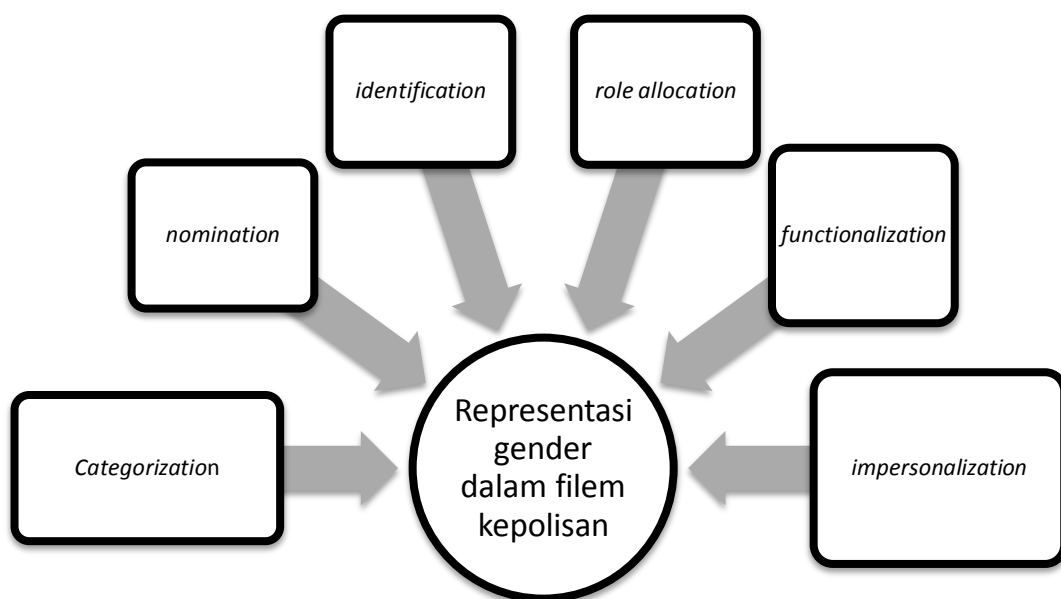 identification
role allocation
nomination
functionalization
Representasi
gender
dalam filem
kepolisan
Categorization
impersonalization